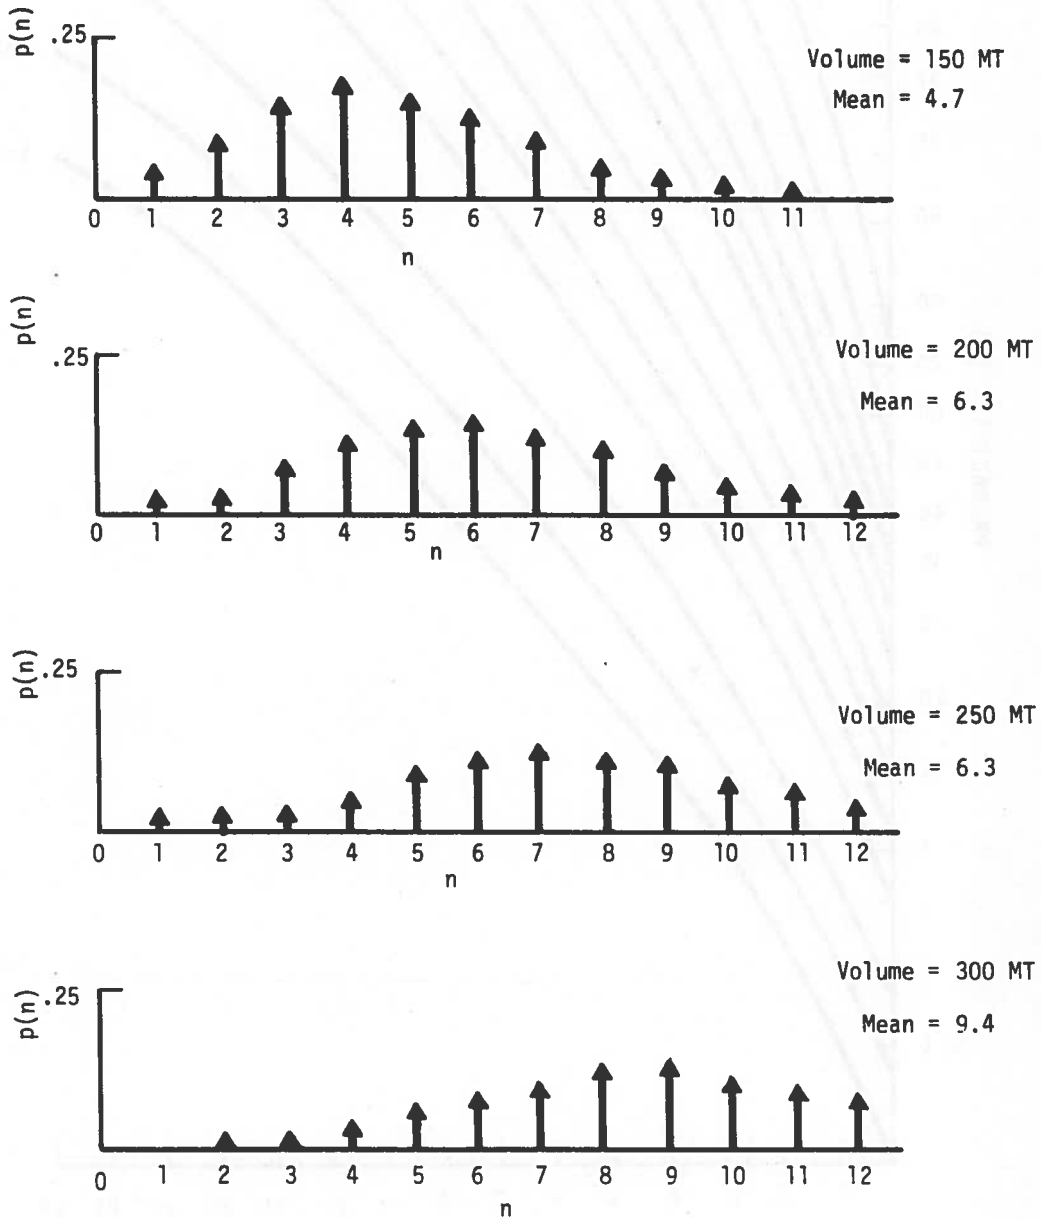 p(n)
.25
Volume = 150 MT
Mean = 4.7
0 1 2 3 4 5 6 7 8 9 10 11
n
p(n)
.25
Volume = 200 MT
Mean = 6.3
0 1 2 3 4 5 6 7 8 9 10 11 12
n
p(n)
.25
Volume = 250 MT
Mean = 6.3
0 1 2 3 4 5 6 7 8 9 10 11 12
n
p(n)
.25
Volume = 300 MT
Mean = 9.4
0 1 2 3 4 5 6 7 8 9 10 11 12
n